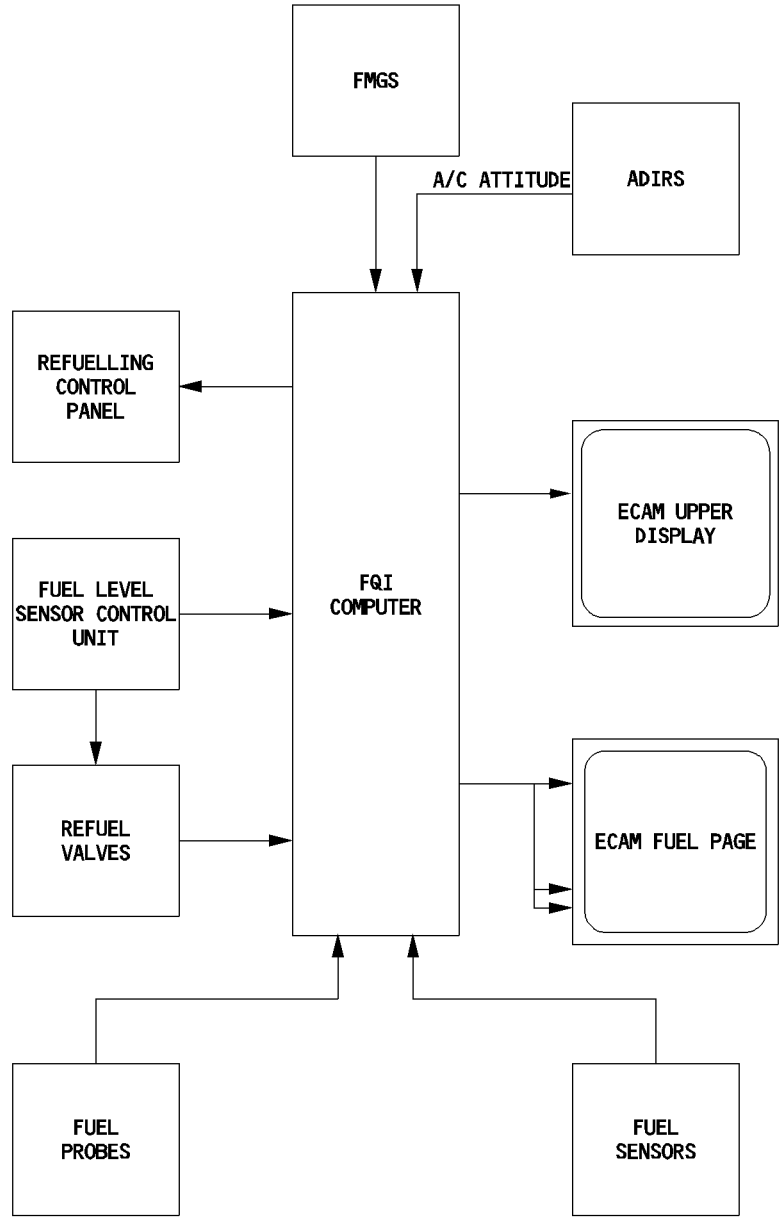 FMGS
A/C ATTITUDE
ADIRS
REFUELLING
CONTROL
PANEL
ECAM UPPER
DISPLAY
FUEL LEVEL
SENSOR CONTROL
UNIT
FQI
COMPUTER
REFUEL
VALVES
ECAM FUEL PAGE
FUEL
PROBES
FUEL
SENSORS